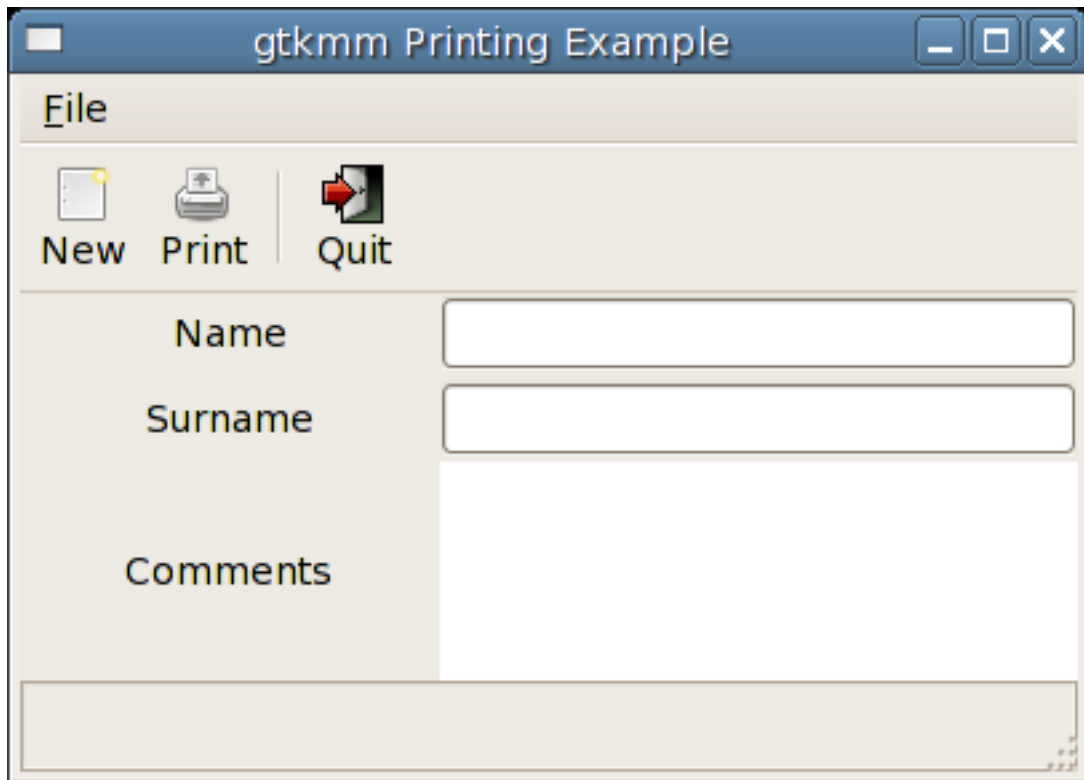 gtkmm Printing Example
File
New Print Quit
Name
Surname
Comments